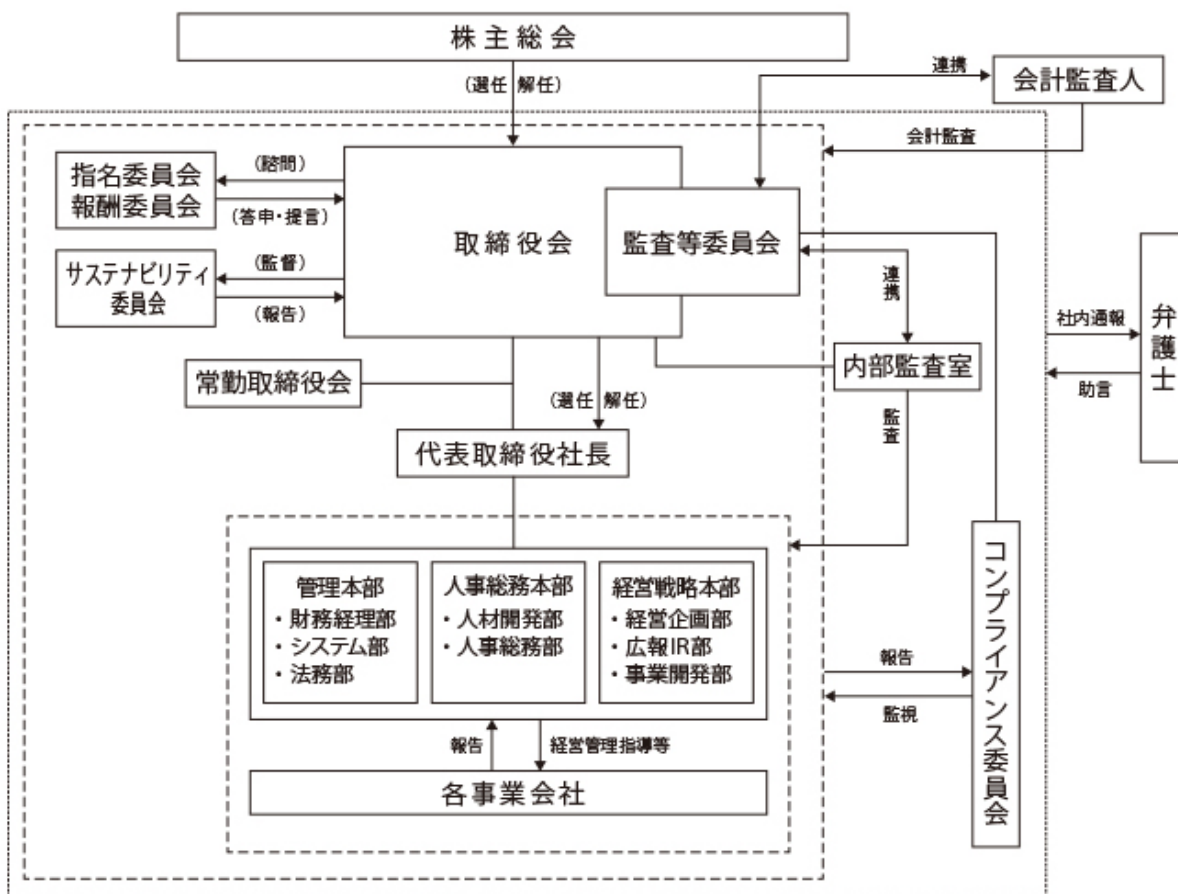 株主総会
(選任 解任)
連携
会計監査人
会計監査
指名委員会
報酬委員会
(諮問)
(答申・提言)
取締役会
監査等委員会
サステナビリティ
委員会
(監督)
(報告)
連携
社内通報
助言
弁護士
常勤取締役会
(選任 解任)
内部監査室
監査
代表取締役社長
管理本部
・財務経理部
・システム部
・法務部
人事総務本部
・人材開発部
・人事総務部
経営戦略本部
・経営企画部
・広報IR部
・事業開発部
報告
監視
コンプライアンス委員会
報告
経営管理指導等
各事業会社